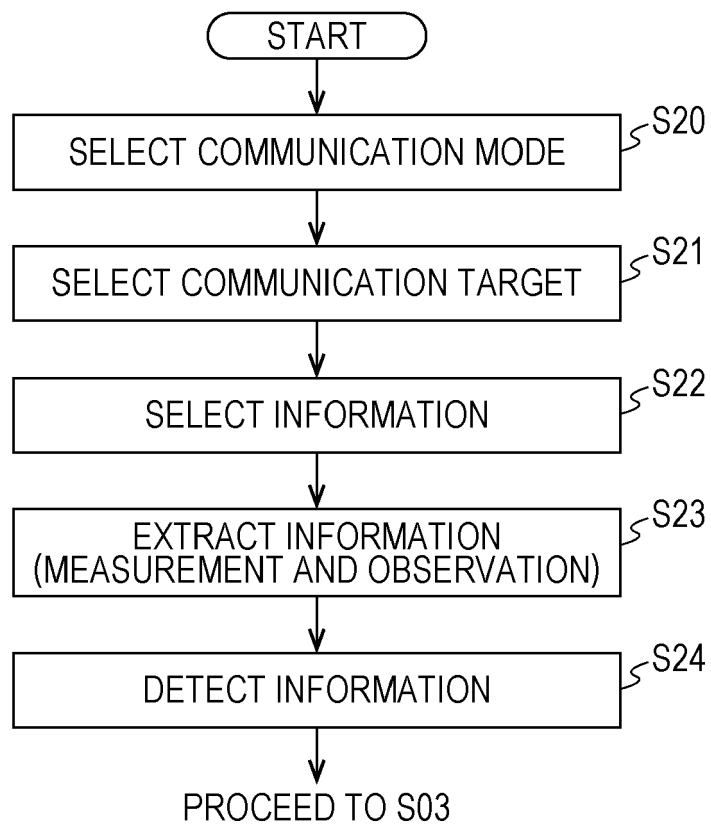 START
S20
SELECT COMMUNICATION MODE
S21
SELECT COMMUNICATION TARGET
S22
SELECT INFORMATION
S23
EXTRACT INFORMATION
(MEASUREMENT AND OBSERVATION)
S24
DETECT INFORMATION
PROCEED TO S03